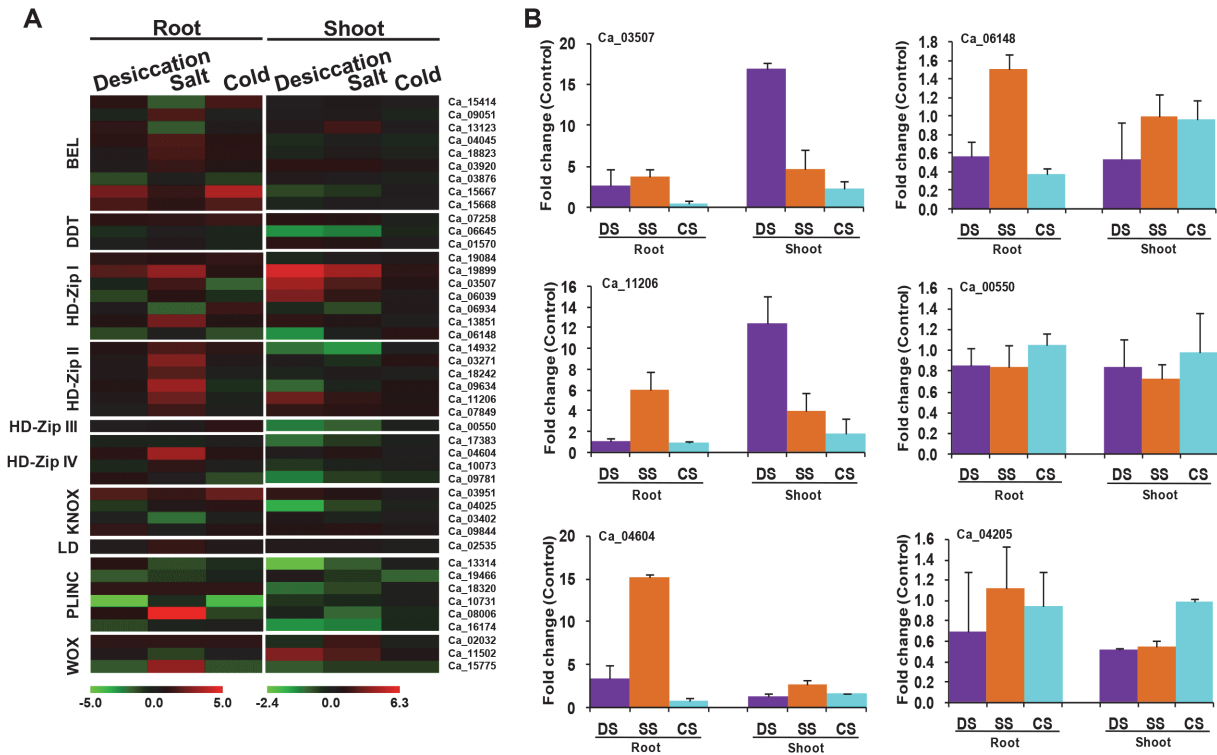 A
Root Shoot
Desiccation Salt Cold Desiccation Salt Cold
BEL
Ca_15414
Ca_09051
Ca_13123
Ca_04045
Ca_18823
Ca_03920
Ca_03876
Ca_15667
Ca_15668
DDT
Ca_07258
Ca_06645
Ca_01570
HD-Zip I
Ca_19084
Ca_19899
Ca_03507
Ca_06039
Ca_06934
Ca_13851
Ca_06148
HD-Zip II
Ca_14932
Ca_03271
Ca_18242
Ca_09634
Ca_11206
Ca_07849
HD-Zip III
Ca_00550
HD-Zip IV
Ca_17383
Ca_04604
Ca_10073
Ca_09781
KNOX
Ca_03951
Ca_04025
Ca_03402
Ca_09844
LD
Ca_02535
PLINC
Ca_13314
Ca_19466
Ca_18320
Ca_10731
Ca_08006
Ca_16174
WOX
Ca_02032
Ca_11502
Ca_15775
-5.0 0.0 5.0 -2.4 0.0 6.3
B
Ca_03507
Fold change (Control)
20
15
10
5
0
DS SS CS DS SS CS
Root Shoot
Ca_06148
Fold change (Control)
1.8
1.6
1.4
1.2
1.0
0.8
0.6
0.4
0.2
0.0
DS SS CS DS SS CS
Root Shoot
Ca_11206
Fold change (Control)
16
14
12
10
8
6
4
2
0
DS SS CS DS SS CS
Root Shoot
Ca_00550
Fold change (Control)
1.6
1.4
1.2
1.0
0.8
0.6
0.4
0.2
0.0
DS SS CS DS SS CS
Root Shoot
Ca_04604
Fold change (Control)
20
15
10
5
0
DS SS CS DS SS CS
Root Shoot
Ca_04205
Fold change (Control)
1.6
1.4
1.2
1.0
0.8
0.6
0.4
0.2
0.0
DS SS CS DS SS CS
Root Shoot